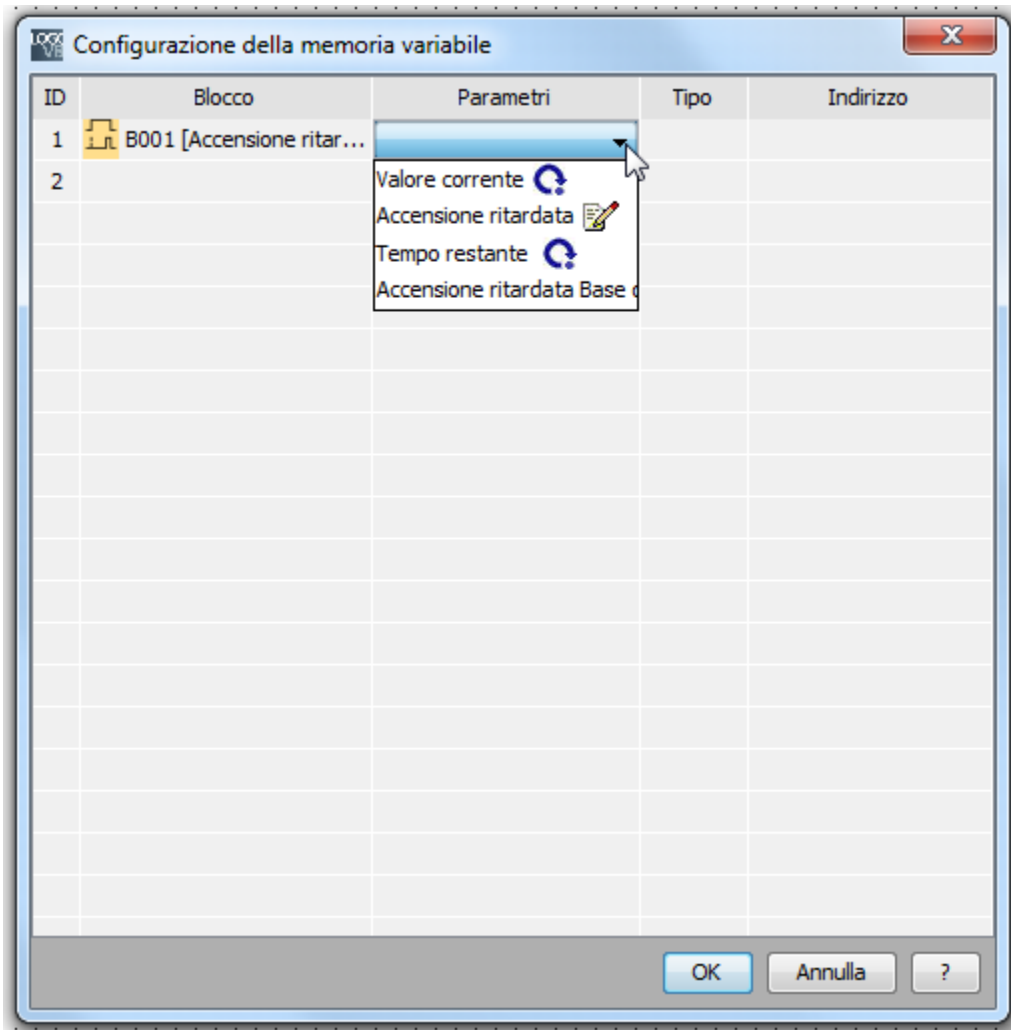 Configurazione della memoria variabile
ID Blocco Parametri Tipo Indirizzo
1 B001 [Accensione ritar...
2
Valore corrente
Accensione ritardata
Tempo restante
Accensione ritardata Base
OK Annulla ?